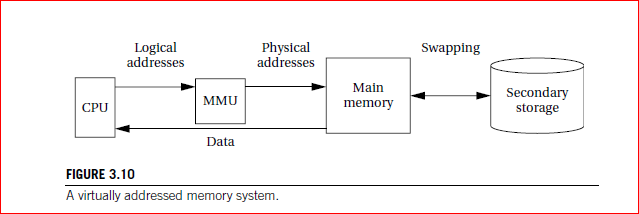 Logical
addresses
Physical
addresses
Swapping
CPU
MMU
Main
memory
Secondary
storage
Data
FIGURE 3.10
A virtually addressed memory system.